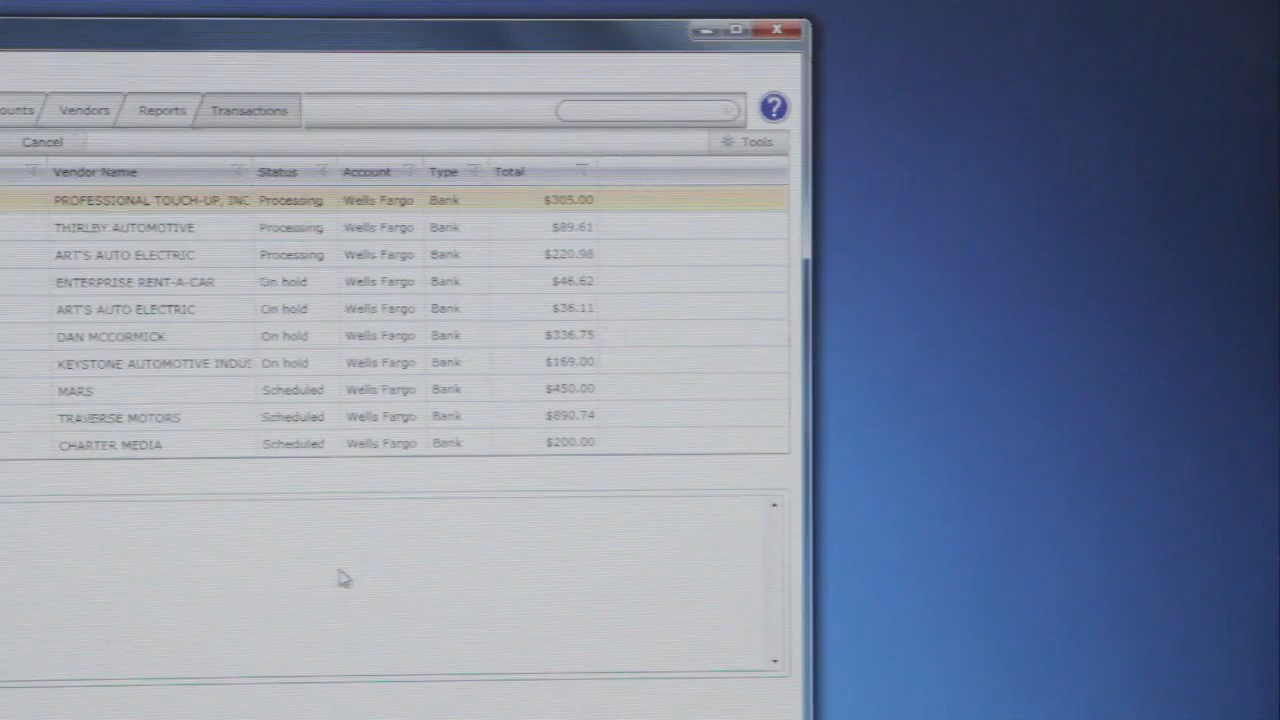 ounts Vendors Reports Transactions ?
Cancel Tools
Vendor Name Status Account Type Total
PROFESSIONAL TOUCH-UP, INC Processing Wells Fargo Bank $305.00
THIRLBY AUTOMOTIVE Processing Wells Fargo Bank $89.61
ART'S AUTO ELECTRIC Processing Wells Fargo Bank $220.98
ENTERPRISE RENT-A-CAR On hold Wells Fargo Bank $46.62
ART'S AUTO ELECTRIC On hold Wells Fargo Bank $36.11
DAN MCCORMICK On hold Wells Fargo Bank $336.75
KEYSTONE AUTOMOTIVE INDUS On hold Wells Fargo Bank $169.00
MARS Scheduled Wells Fargo Bank $450.00
TRAVERSE MOTORS Scheduled Wells Fargo Bank $890.74
CHARTER MEDIA Scheduled Wells Fargo Bank $200.00